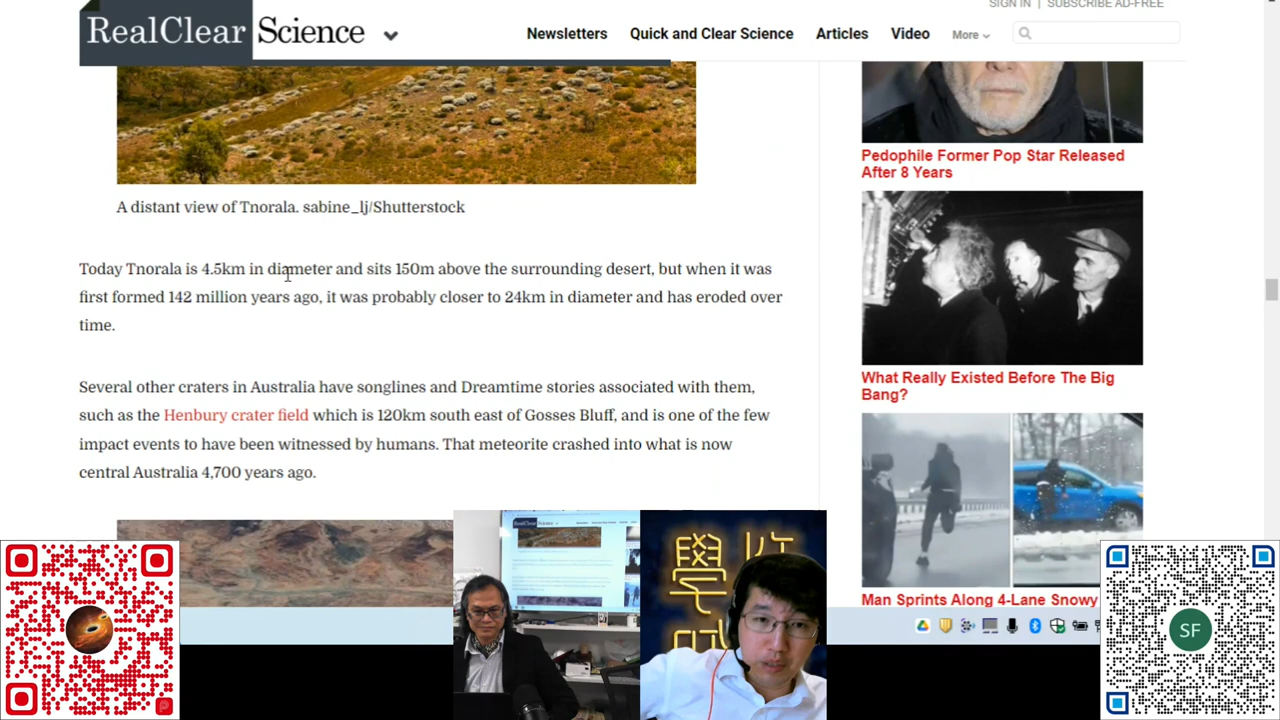 SIGN IN | SUBSCRIBE AD-FREE
RealClear Science
Newsletters Quick and Clear Science Articles Video More
Pedophile Former Pop Star Released
After 8 Years
A distant view of Tnorala. sabine_lj/Shutterstock
Today Tnorala is 4.5km in diameter and sits 150m above the surrounding desert, but when it was
first formed 142 million years ago, it was probably closer to 24km in diameter and has eroded over
time.
What Really Existed Before The Big
Bang?
Several other craters in Australia have songlines and Dreamtime stories associated with them,
such as the Henbury crater field which is 120km south east of Gosses Bluff, and is one of the few
impact events to have been witnessed by humans. That meteorite crashed into what is now
central Australia 4,700 years ago.
Man Sprints Along 4-Lane Snowy
學
SF